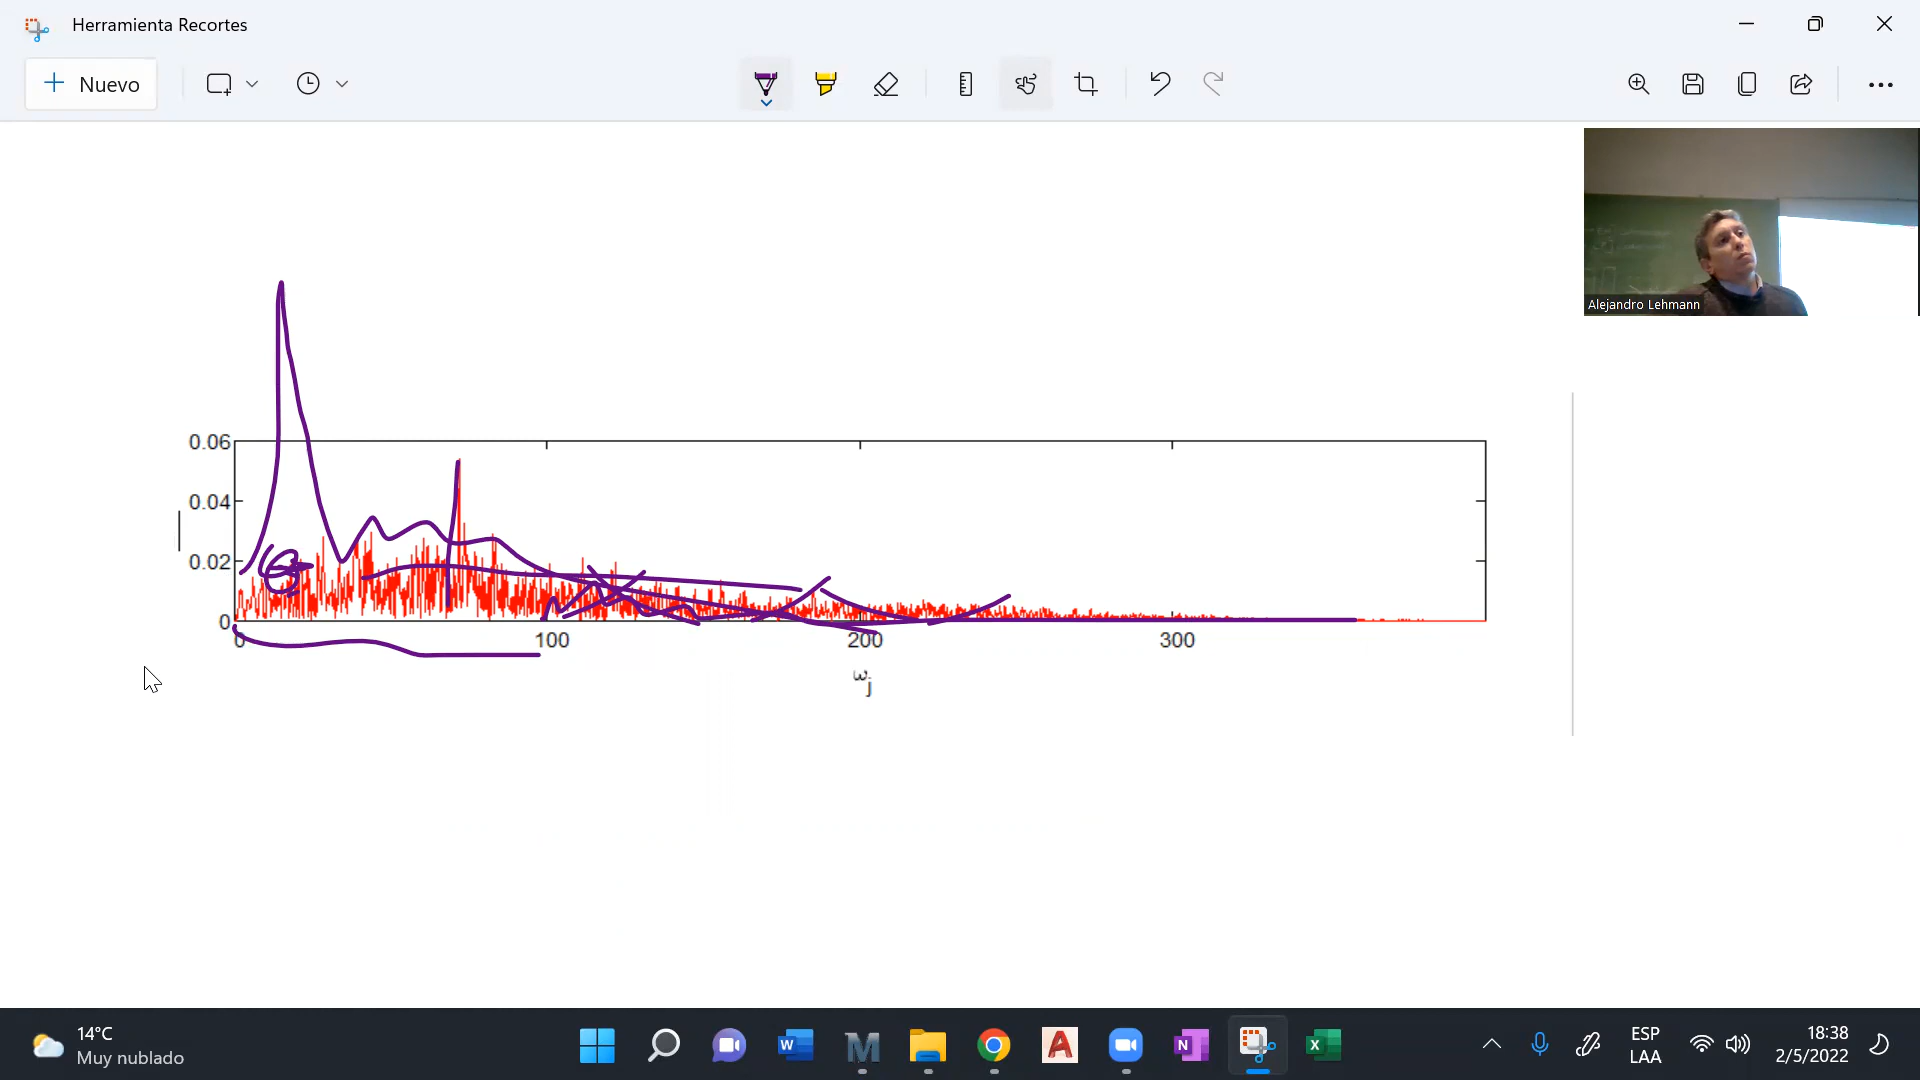 Herramienta Recortes
Nuevo
Alejandro Lehmann
0.06
0.04
0.02
0
0 100 200 300
ωj
14°C
Muy nublado
W
M
A
N
X
ESP
LAA
18:38
2/5/2022